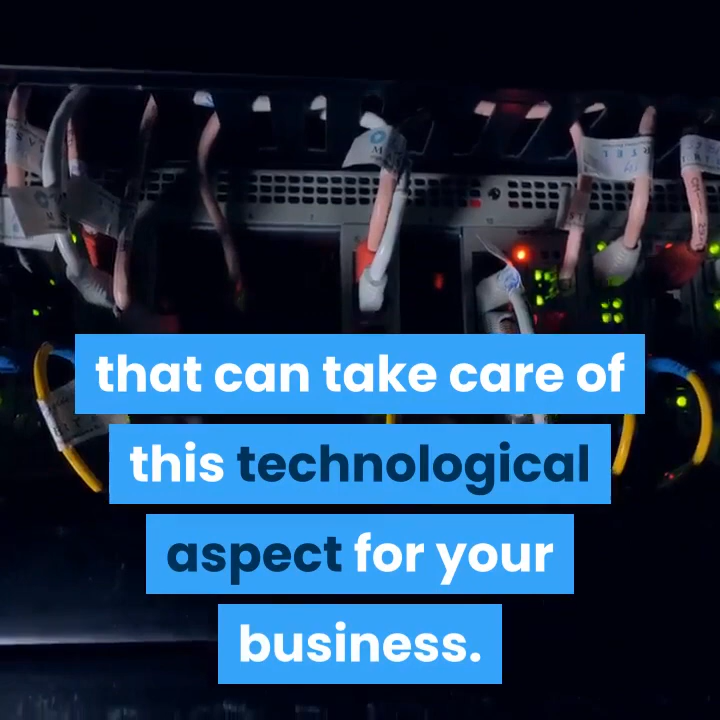 that can take care of
this technological
aspect for your
business.